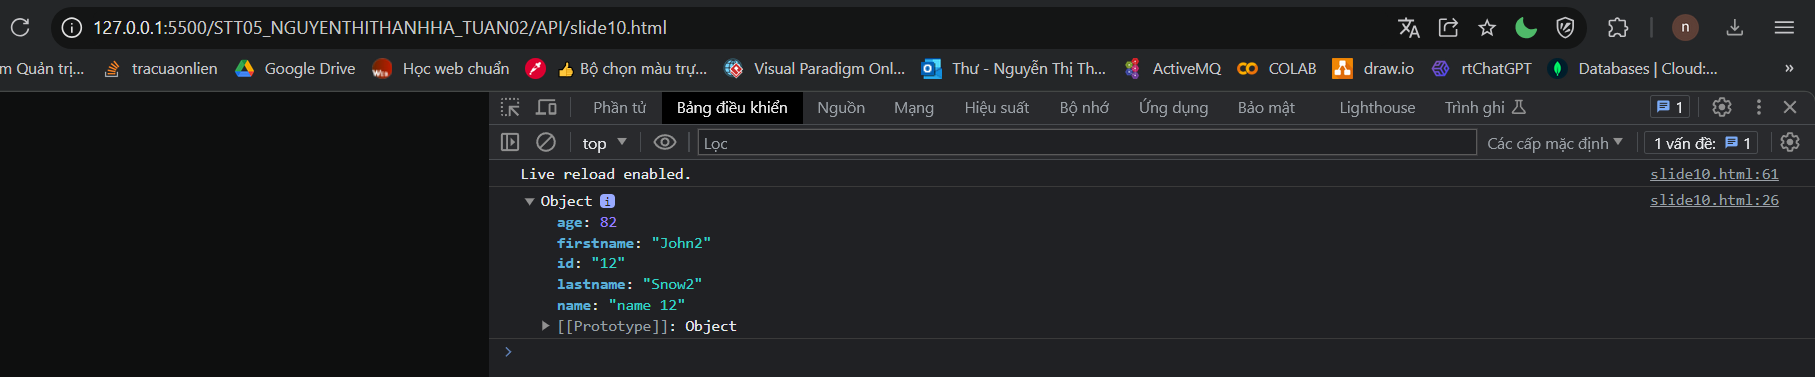 127.0.0.1:5500/STT05_NGUYENTHITHANHHA_TUAN02/API/slide10.html
n
m Quản trị... tracuaonlien Google Drive Học web chuẩn 👍 Bộ chọn màu trự... Visual Paradigm Onl... Thư - Nguyễn Thị Th... ActiveMQ COLAB draw.io rtChatGPT Databases | Cloud:... »
Phần tử Bảng điều khiển Nguồn Mạng Hiệu suất Bộ nhớ Ứng dụng Bảo mật Lighthouse Trình ghi 1
top Lọc Các cấp mặc định 1 vấn đề: 1
Live reload enabled. slide10.html:61
Object i slide10.html:26
age: 82
firstname: "John2"
id: "12"
lastname: "Snow2"
name: "name 12"
[[Prototype]]: Object
>